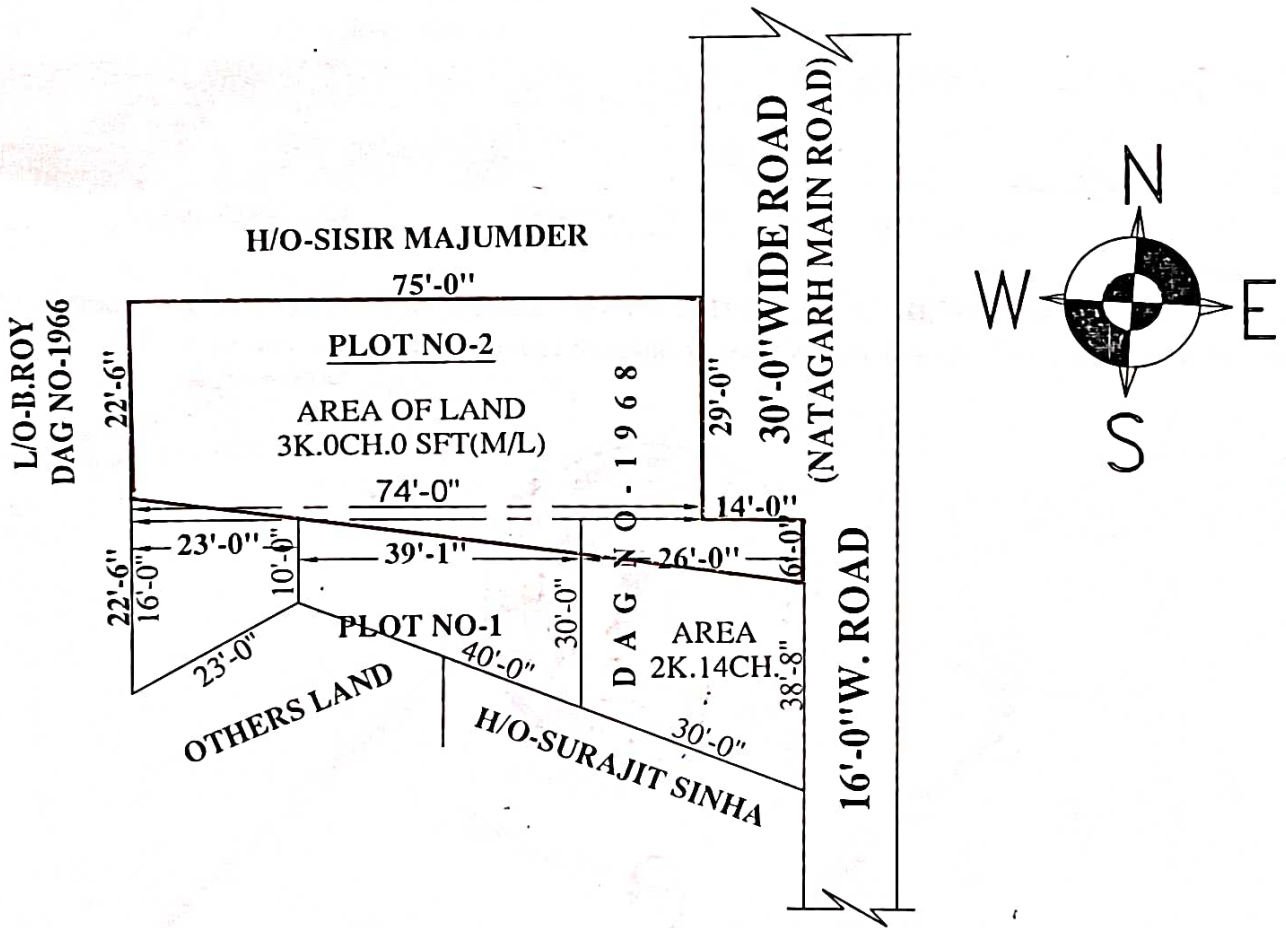 N
W
E
S
30'-0"WIDE ROAD
(NATAGARH MAIN ROAD)
H/O-SISIR MAJUMDER
75'-0"
L/O-B.ROY
DAG NO-1966
22'-6"
PLOT NO-2
AREA OF LAND
3K.0CH.0 SFT(M/L)
DAG NO-1968
29'-0"
74'-0"
14'-0"
23'-0"
10'-0"
39'-1"
26'-0"
6'-0"
22'-6"
16'-0"
PLOT NO-1
30'-0"
AREA
2K.14CH.
38'-8"
16'-0"W. ROAD
23'-0"
40'-0"
30'-0"
OTHERS LAND
H/O-SURAJIT SINHA